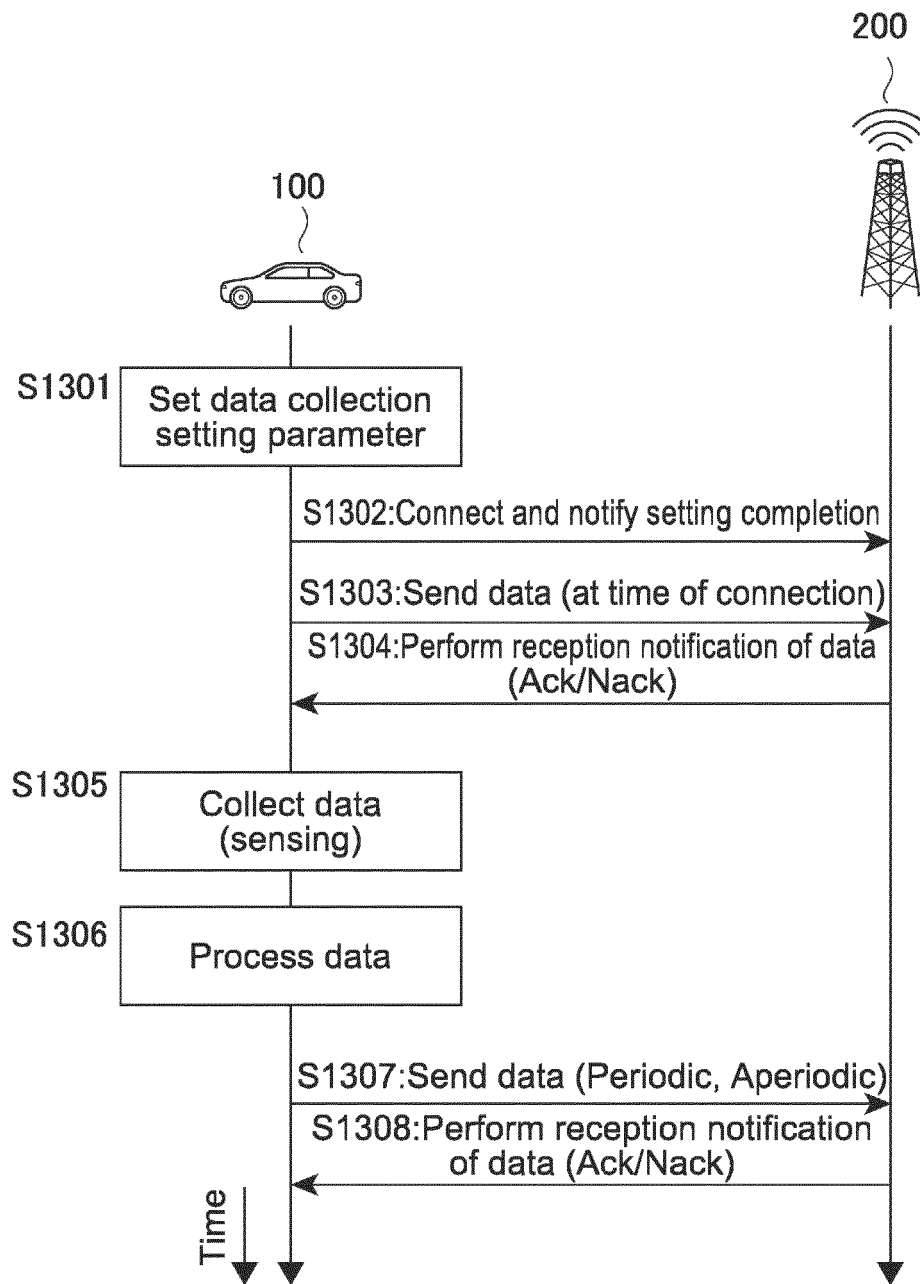 200
100
S1301
Set data collection
setting parameter
S1302:Connect and notify setting completion
S1303:Send data (at time of connection)
S1304:Perform reception notification of data
(Ack/Nack)
S1305
Collect data
(sensing)
S1306
Process data
S1307:Send data (Periodic, Aperiodic)
S1308:Perform reception notification
of data (Ack/Nack)
Time